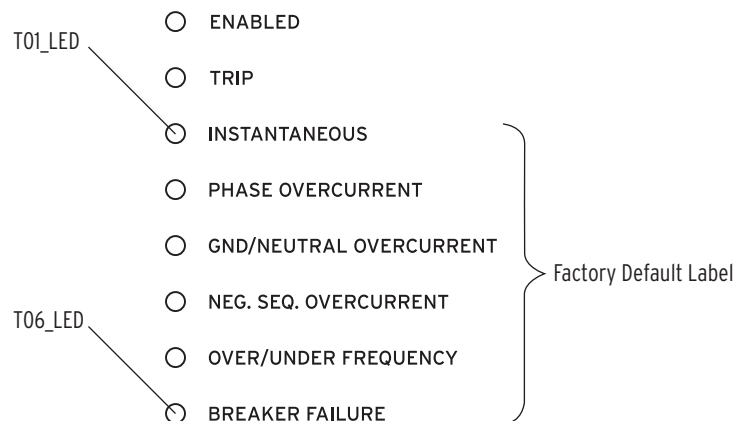 ENABLED
T01_LED
TRIP
INSTANTANEOUS
PHASE OVERCURRENT
GND/NEUTRAL OVERCURRENT
Factory Default Label
NEG. SEQ. OVERCURRENT
T06_LED
OVER/UNDER FREQUENCY
BREAKER FAILURE